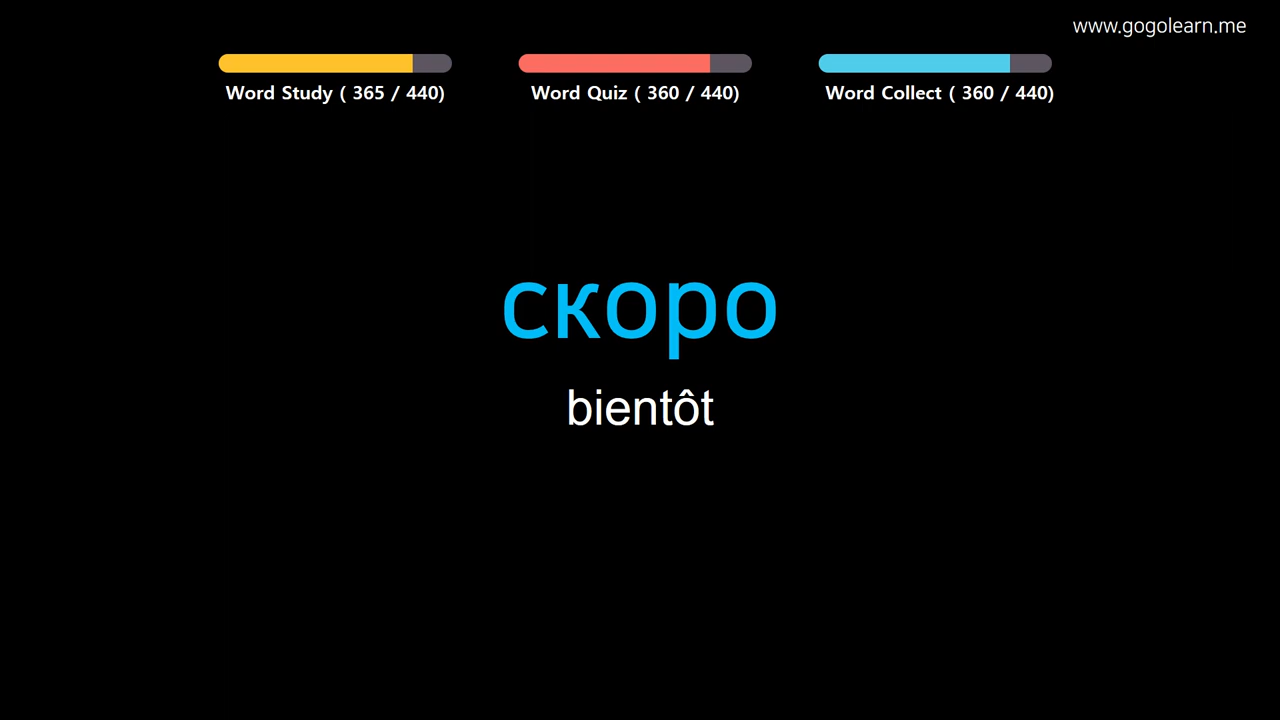 www.gogolearn.me
Word Study ( 365 / 440)
Word Quiz ( 360 / 440)
Word Collect ( 360 / 440)
скоро
bientôt